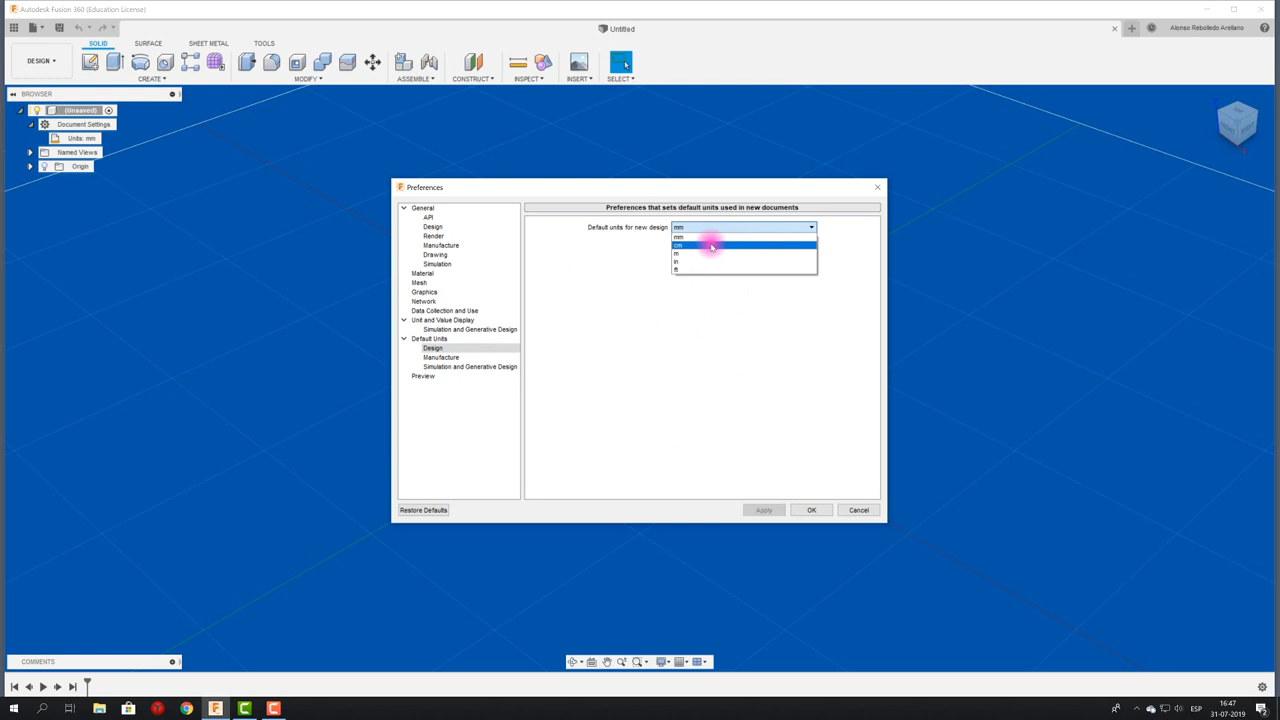 Autodesk Fusion 360 (Education License)
Untitled
Alonso Rebolledo Arellano
SOLID SURFACE SHEET METAL TOOLS
DESIGN
CREATE MODIFY ASSEMBLE CONSTRUCT INSPECT INSERT SELECT
BROWSER
(Unsaved)
Document Settings
Units: mm
Named Views
Origin
Preferences
General
API
Design
Render
Manufacture
Drawing
Simulation
Material
Mesh
Graphics
Network
Data Collection and Use
Unit and Value Display
Simulation and Generative Design
Default Units
Design
Manufacture
Simulation and Generative Design
Preview
Preferences that sets default units used in new documents
Default units for new design mm
mm
cm
m
in
ft
Restore Defaults Apply OK Cancel
COMMENTS
ESP
16:47
31-07-2019
2